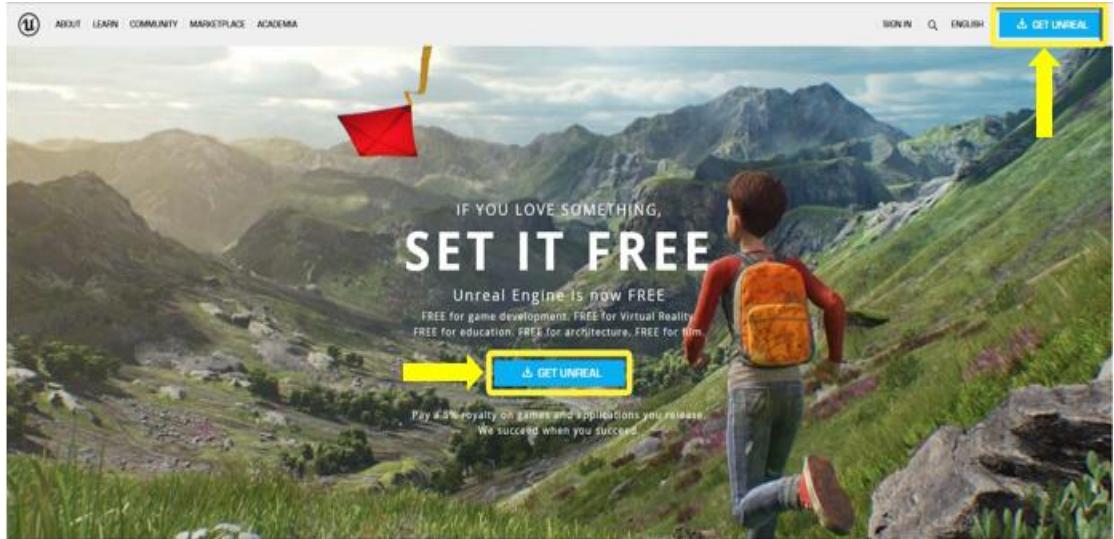 ABOUT LEARN COMMUNITY MARKETPLACE ACADEMIA SIGN IN ENGLISH GET UNREAL
IF YOU LOVE SOMETHING,
SET IT FREE
Unreal Engine is now FREE
FREE for game development. FREE for Virtual Reality.
FREE for education. FREE for architecture. FREE for film.
GET UNREAL
Pay a 5% royalty on games and applications you release.
We succeed when you succeed.